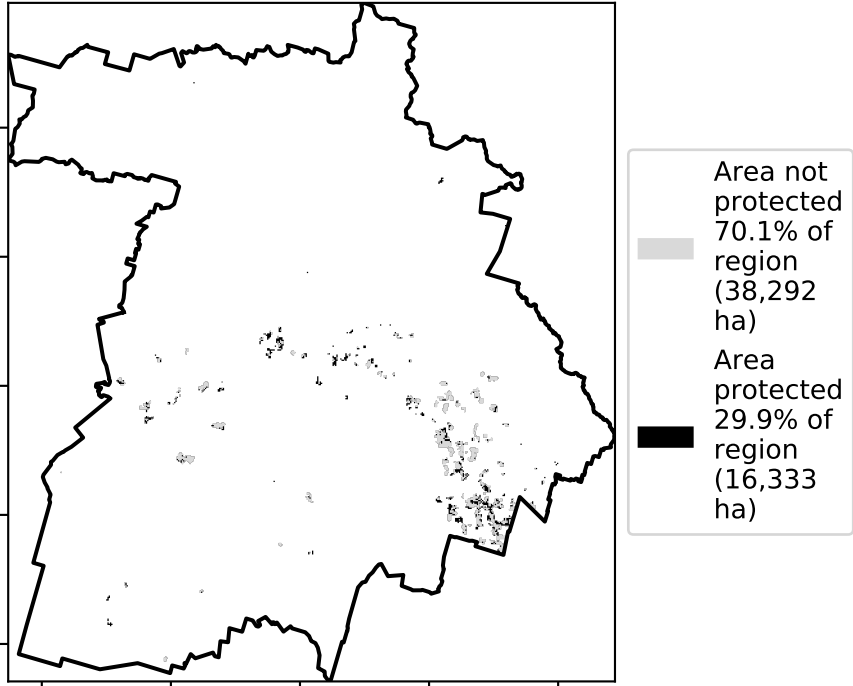 Area not
protected
70.1% of
region
(38,292
ha)
Area
protected
29.9% of
region
(16,333
ha)